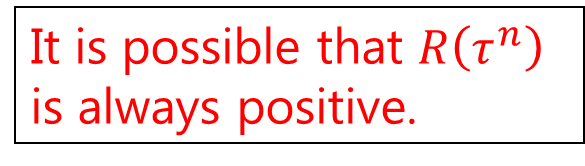 It is possible that R(τⁿ)
is always positive.